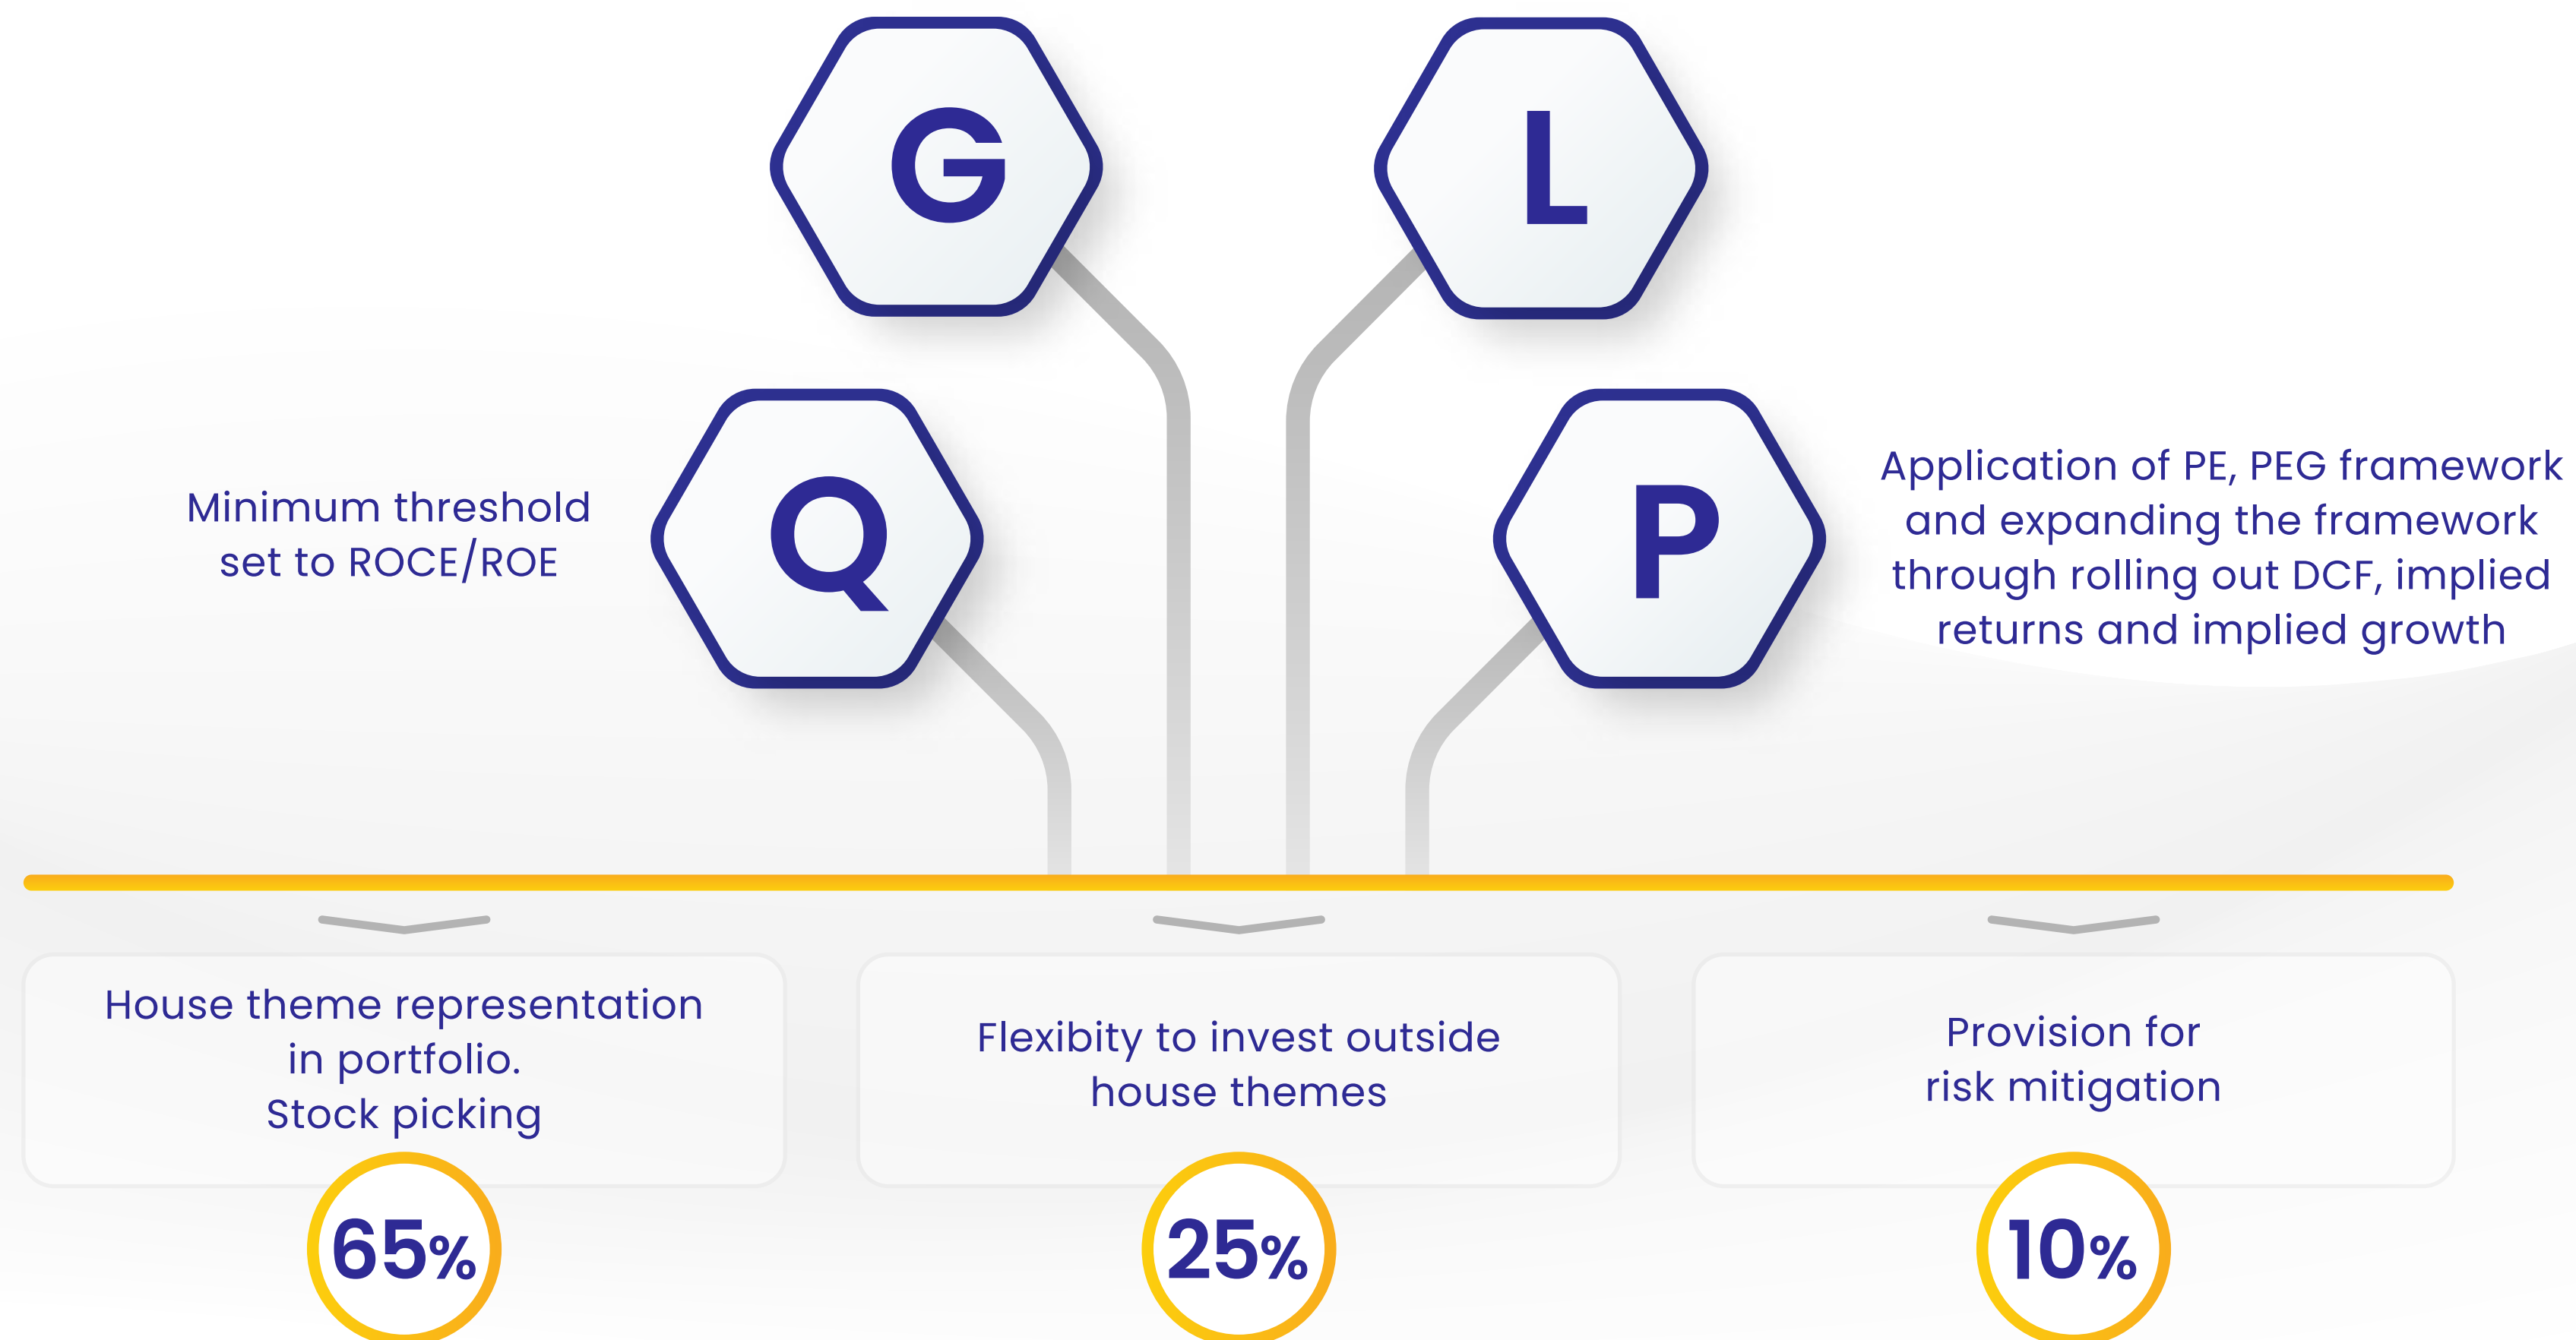 G
L
Q
P
Minimum threshold
set to ROCE/ROE
Application of PE, PEG framework
and expanding the framework
through rolling out DCF, implied
returns and implied growth
House theme representation
in portfolio.
Stock picking
65%
Flexibity to invest outside
house themes
25%
Provision for
risk mitigation
10%